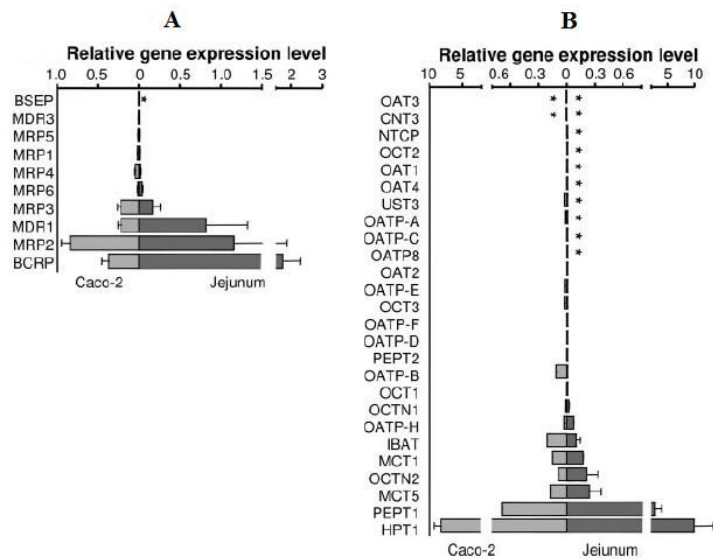 A
Relative gene expression level
1.0 0.5 0 0.5 1.0 1.5 2 3
BSEP *
MDR3
MRP5
MRP1
MRP4
MRP6
MRP3
MDR1
MRP2
BCRP
Caco-2 Jejunum
B
Relative gene expression level
10 5 0.6 0.3 0 0.3 0.6 5 10
OAT3 * *
CNT3 * *
NTCP *
OCT2 *
OAT1 *
OAT4 *
UST3 *
OATP-A *
OATP-C *
OATP8 *
OAT2
OATP-E
OCT3
OATP-F
OATP-D
PEPT2
OATP-B
OCT1
OCTN1
OATP-H
IBAT
MCT1
OCTN2
MCT5
PEPT1
HPT1
Caco-2 Jejunum